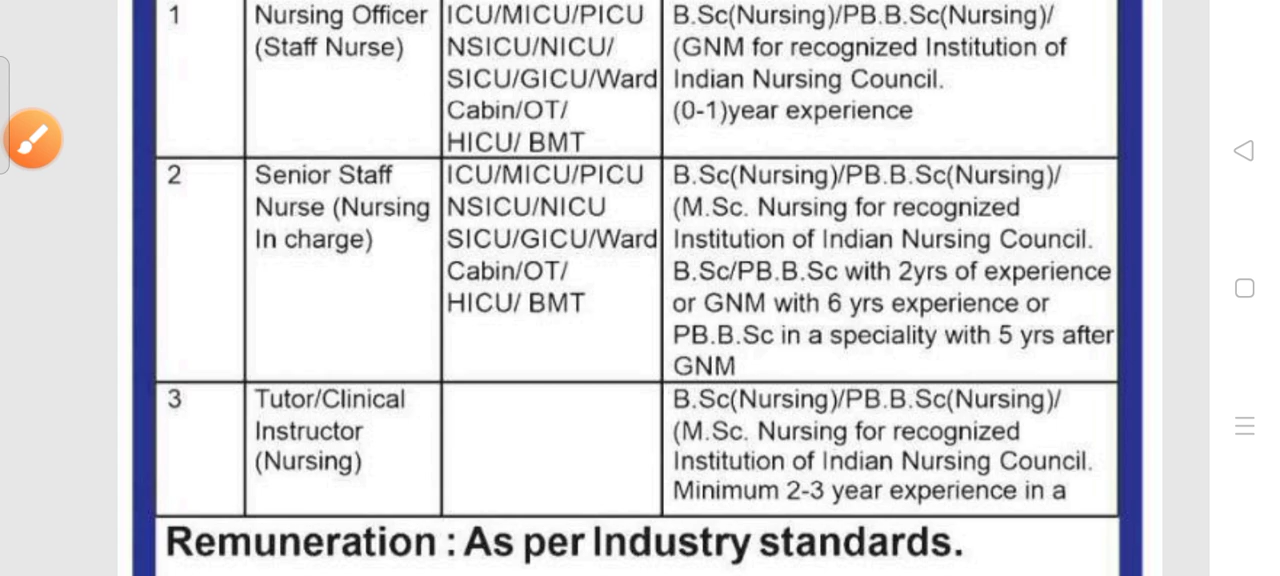 1
Nursing Officer
(Staff Nurse)
ICU/MICU/PICU
NSICU/NICU/
SICU/GICU/Ward
Cabin/OT/
HICU/ BMT
B.Sc(Nursing)/PB.B.Sc(Nursing)/
(GNM for recognized Institution of
Indian Nursing Council.
(0-1)year experience
2
Senior Staff
Nurse (Nursing
In charge)
ICU/MICU/PICU
NSICU/NICU
SICU/GICU/Ward
Cabin/OT/
HICU/ BMT
B.Sc(Nursing)/PB.B.Sc(Nursing)/
(M.Sc. Nursing for recognized
Institution of Indian Nursing Council.
B.Sc/PB.B.Sc with 2yrs of experience
or GNM with 6 yrs experience or
PB.B.Sc in a speciality with 5 yrs after
GNM
3
Tutor/Clinical
Instructor
(Nursing)
B.Sc(Nursing)/PB.B.Sc(Nursing)/
(M.Sc. Nursing for recognized
Institution of Indian Nursing Council.
Minimum 2-3 year experience in a
Remuneration : As per Industry standards.